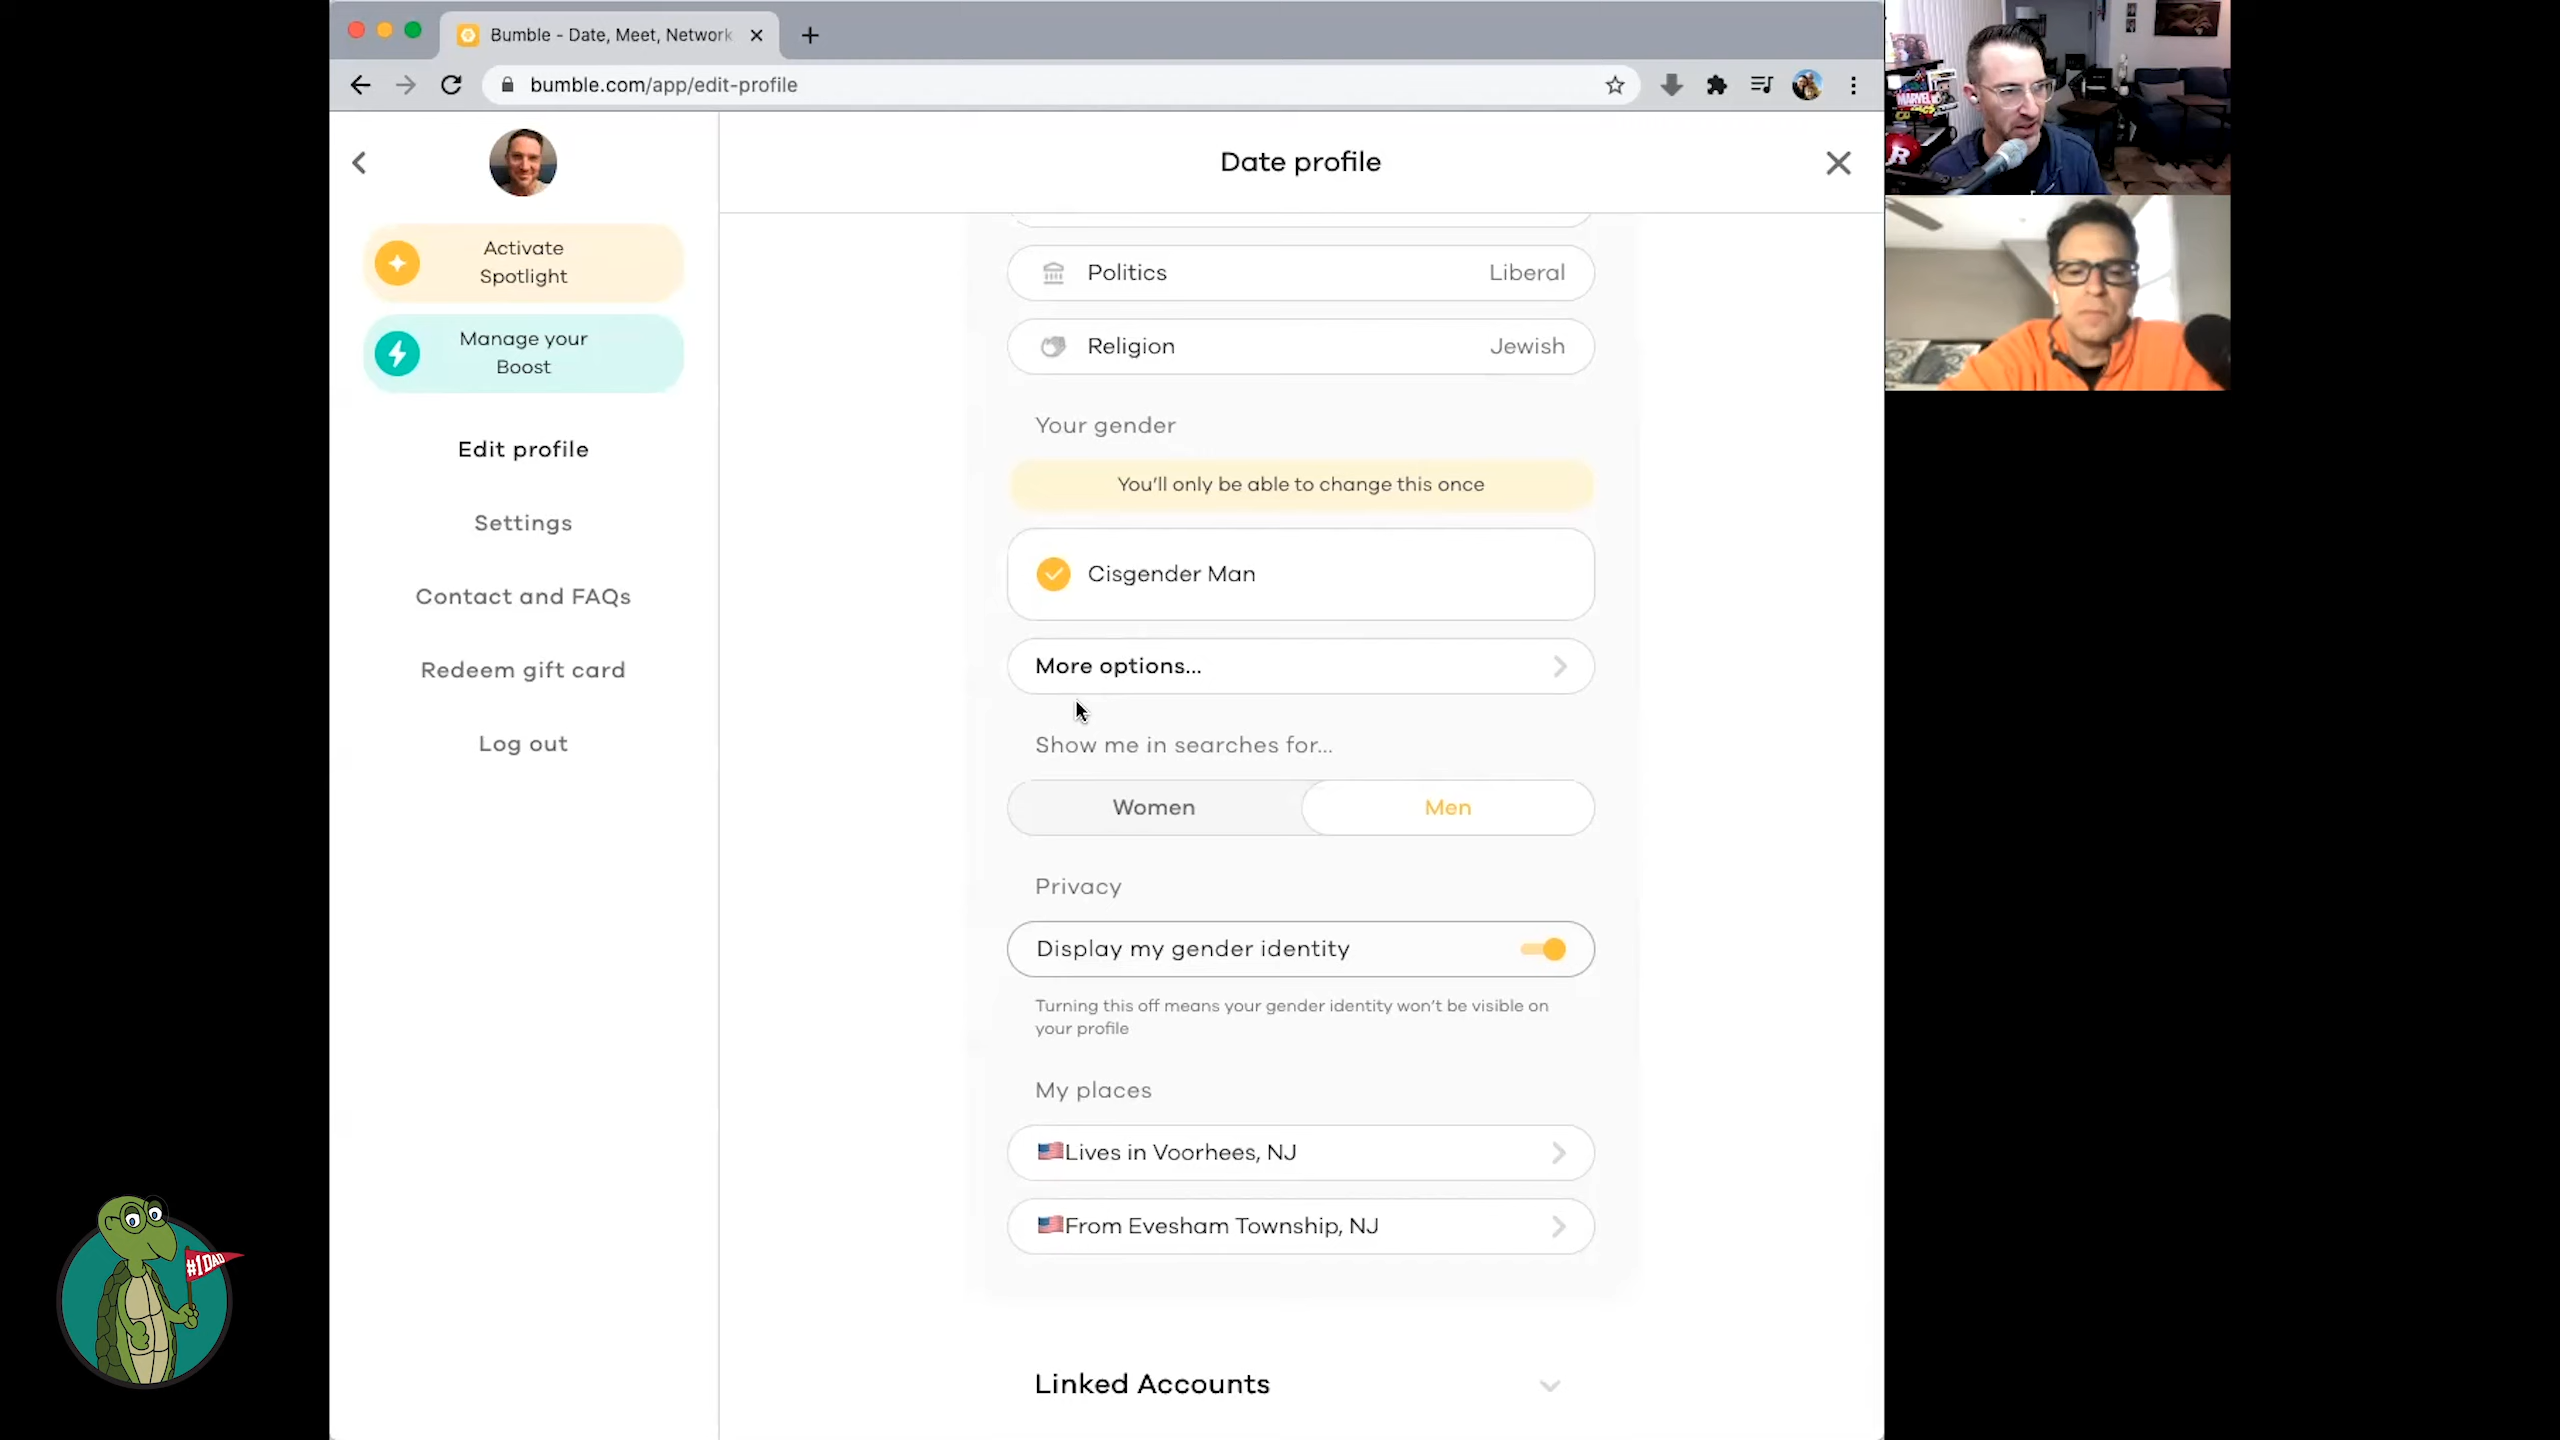 Bumble - Date, Meet, Network
bumble.com/app/edit-profile
MARVEL
R
Activate
Spotlight
Manage your
Boost
Edit profile
Settings
Contact and FAQs
Redeem gift card
Log out
Date profile
Politics Liberal
Religion Jewish
Your gender
You'll only be able to change this once
Cisgender Man
More options...
Show me in searches for...
Women Men
Privacy
Display my gender identity
Turning this off means your gender identity won't be visible on
your profile
My places
🇺🇸Lives in Voorhees, NJ
🇺🇸From Evesham Township, NJ
Linked Accounts
#1 DAD